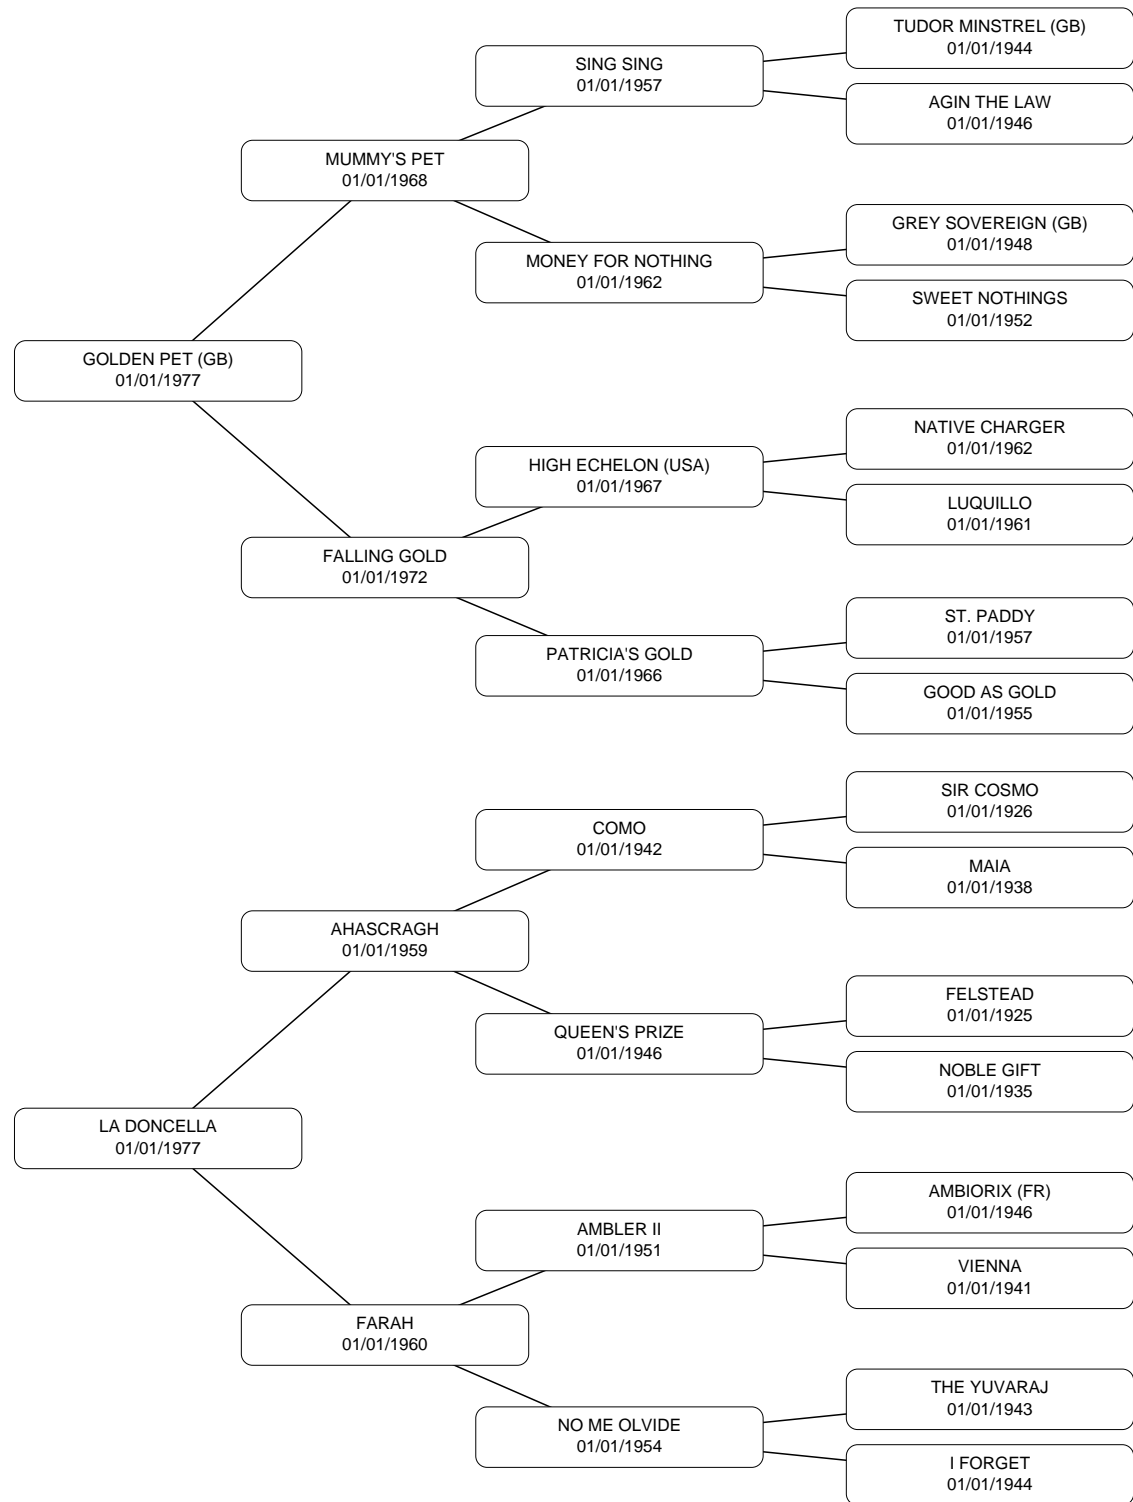 TUDOR MINSTREL (GB)
01/01/1944
SING SING
01/01/1957
AGIN THE LAW
01/01/1946
MUMMY'S PET
01/01/1968
GREY SOVEREIGN (GB)
01/01/1948
MONEY FOR NOTHING
01/01/1962
SWEET NOTHINGS
01/01/1952
GOLDEN PET (GB)
01/01/1977
NATIVE CHARGER
01/01/1962
HIGH ECHELON (USA)
01/01/1967
LUQUILLO
01/01/1961
FALLING GOLD
01/01/1972
ST. PADDY
01/01/1957
PATRICIA'S GOLD
01/01/1966
GOOD AS GOLD
01/01/1955
SIR COSMO
01/01/1926
COMO
01/01/1942
MAIA
01/01/1938
AHASCRAGH
01/01/1959
FELSTEAD
01/01/1925
QUEEN'S PRIZE
01/01/1946
NOBLE GIFT
01/01/1935
LA DONCELLA
01/01/1977
AMBIORIX (FR)
01/01/1946
AMBLER II
01/01/1951
VIENNA
01/01/1941
FARAH
01/01/1960
THE YUVARAJ
01/01/1943
NO ME OLVIDE
01/01/1954
I FORGET
01/01/1944